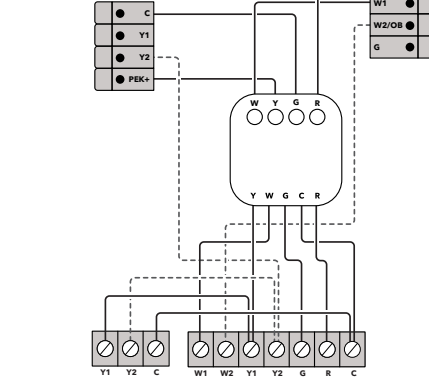 W1
C
W2/OB
Y1
G
Y2
PEK+
W Y G R
Y W G C R
Y1 Y2 C W1 W2 Y1 Y2 G R C